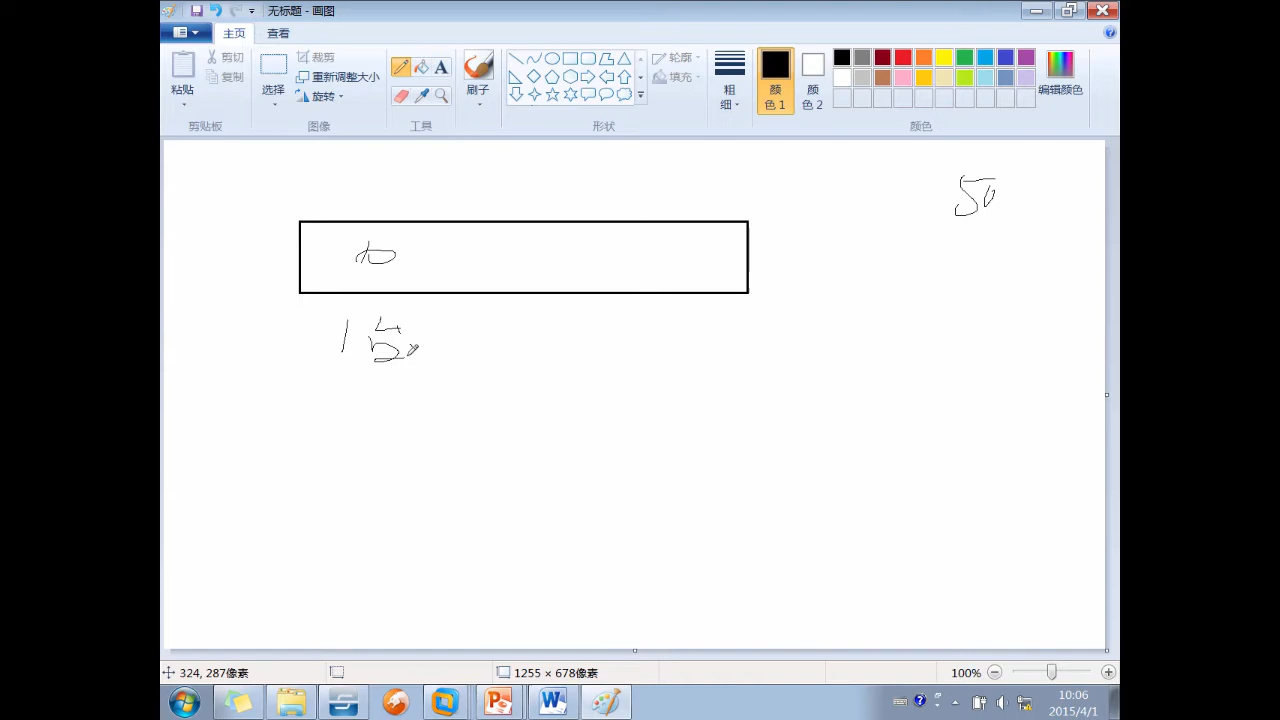 无标题 - 画图
主页 查看
剪切 裁剪 轮廓
复制 重新调整大小 填充
粘贴 选择 旋转 刷子 粗细 颜色 1 颜色 2 编辑颜色
剪贴板 图像 工具 形状 颜色
50
324, 287像素 1255 × 678像素 100%
10:06
2015/4/1